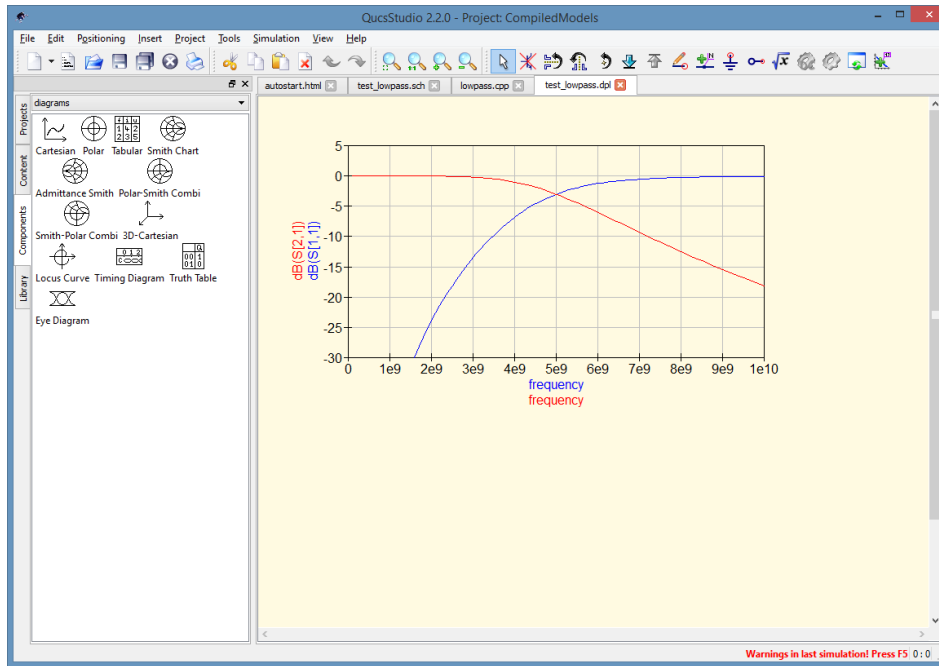 QucsStudio 2.2.0 - Project: CompiledModels
File Edit Positioning Insert Project Tools Simulation View Help
autostart.html test_lowpass.sch lowpass.cpp test_lowpass.dpl
Projects
Content
Components
Library
diagrams
Cartesian Polar Tabular Smith Chart
Admittance Smith Polar-Smith Combi
Smith-Polar Combi 3D-Cartesian
Locus Curve Timing Diagram Truth Table
Eye Diagram
dB(S[2,1])
dB(S[1,1])
5
0
-5
-10
-15
-20
-25
-30
0 1e9 2e9 3e9 4e9 5e9 6e9 7e9 8e9 9e9 1e10
frequency
frequency
Warnings in last simulation! Press F5 0 : 0